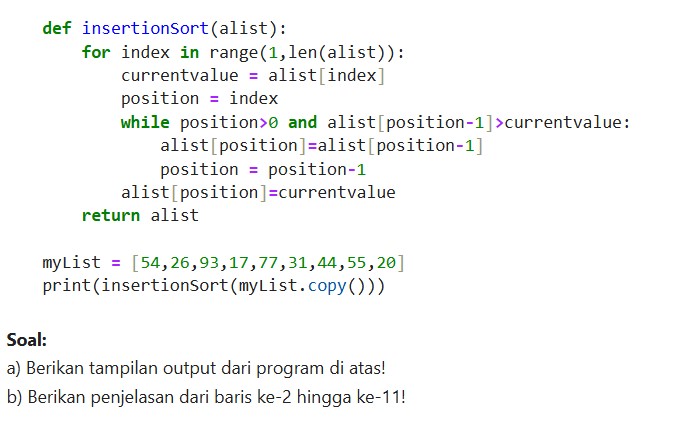 def insertionSort(alist):
    for index in range(1,len(alist)):
        currentvalue = alist[index]
        position = index
        while position>0 and alist[position-1]>currentvalue:
            alist[position]=alist[position-1]
            position = position-1
        alist[position]=currentvalue
    return alist

myList = [54,26,93,17,77,31,44,55,20]
print(insertionSort(myList.copy()))

Soal:
a) Berikan tampilan output dari program di atas!
b) Berikan penjelasan dari baris ke-2 hingga ke-11!